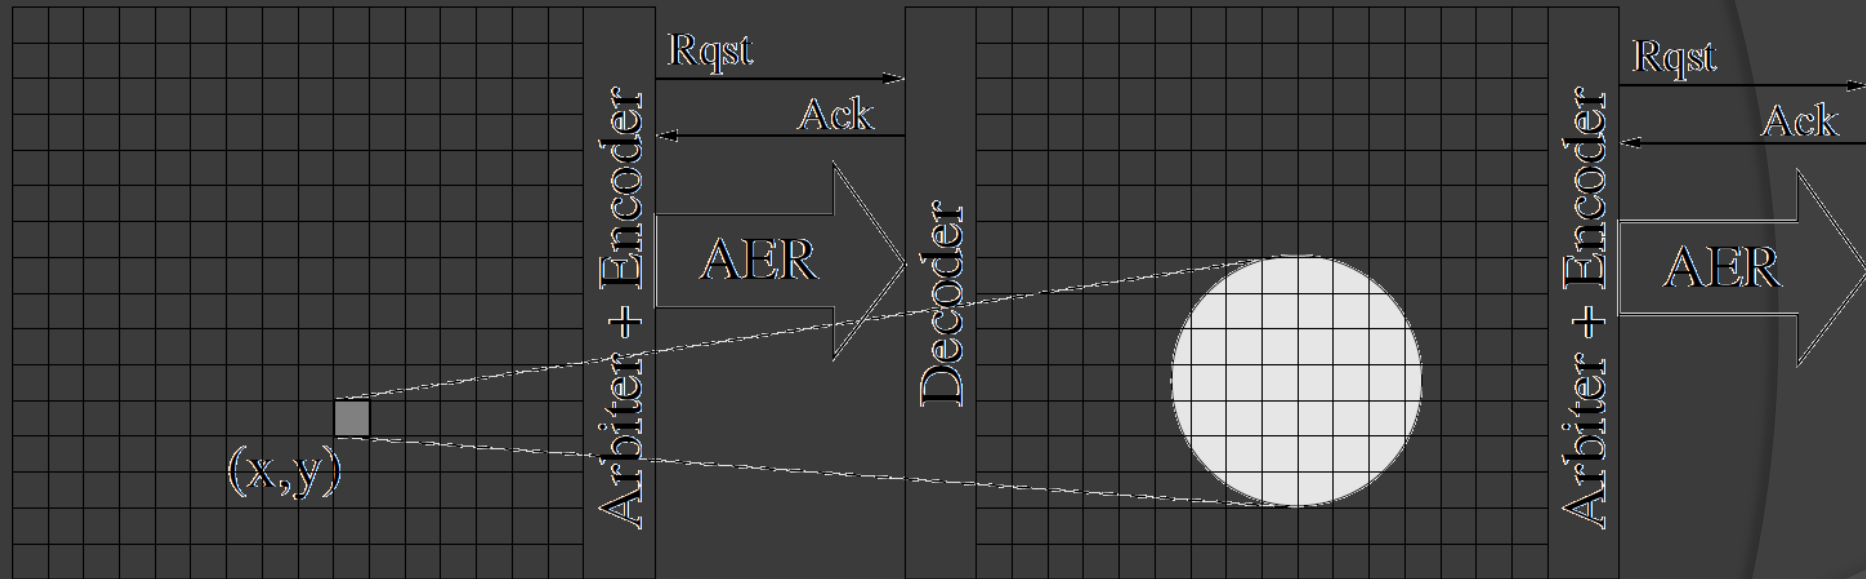 Rqst
Ack
AER
Arbiter + Encoder
(x,y)
Decoder
Rqst
Ack
AER
Arbiter + Encoder